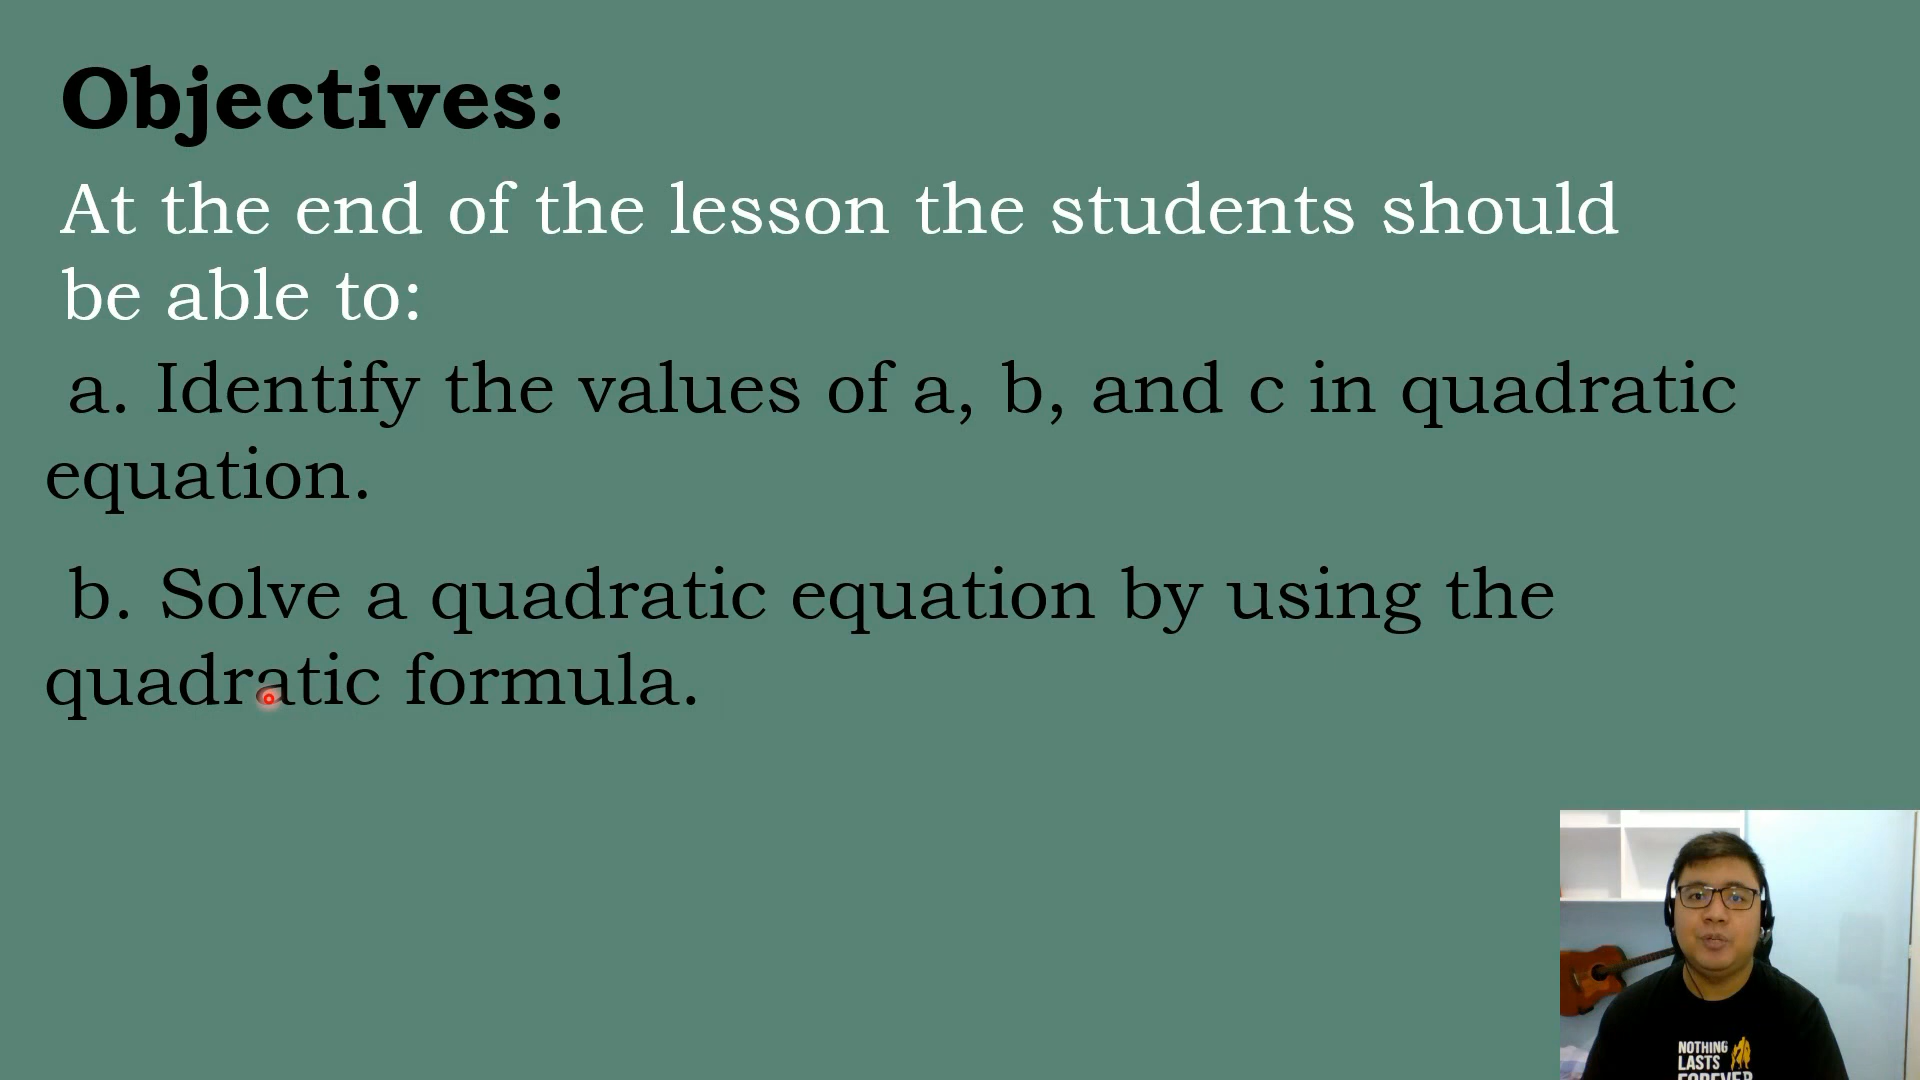 Objectives:
At the end of the lesson the students should
be able to:
a. Identify the values of a, b, and c in quadratic
equation.
b. Solve a quadratic equation by using the
quadratic formula.
NOTHING
LASTS
FOREVER